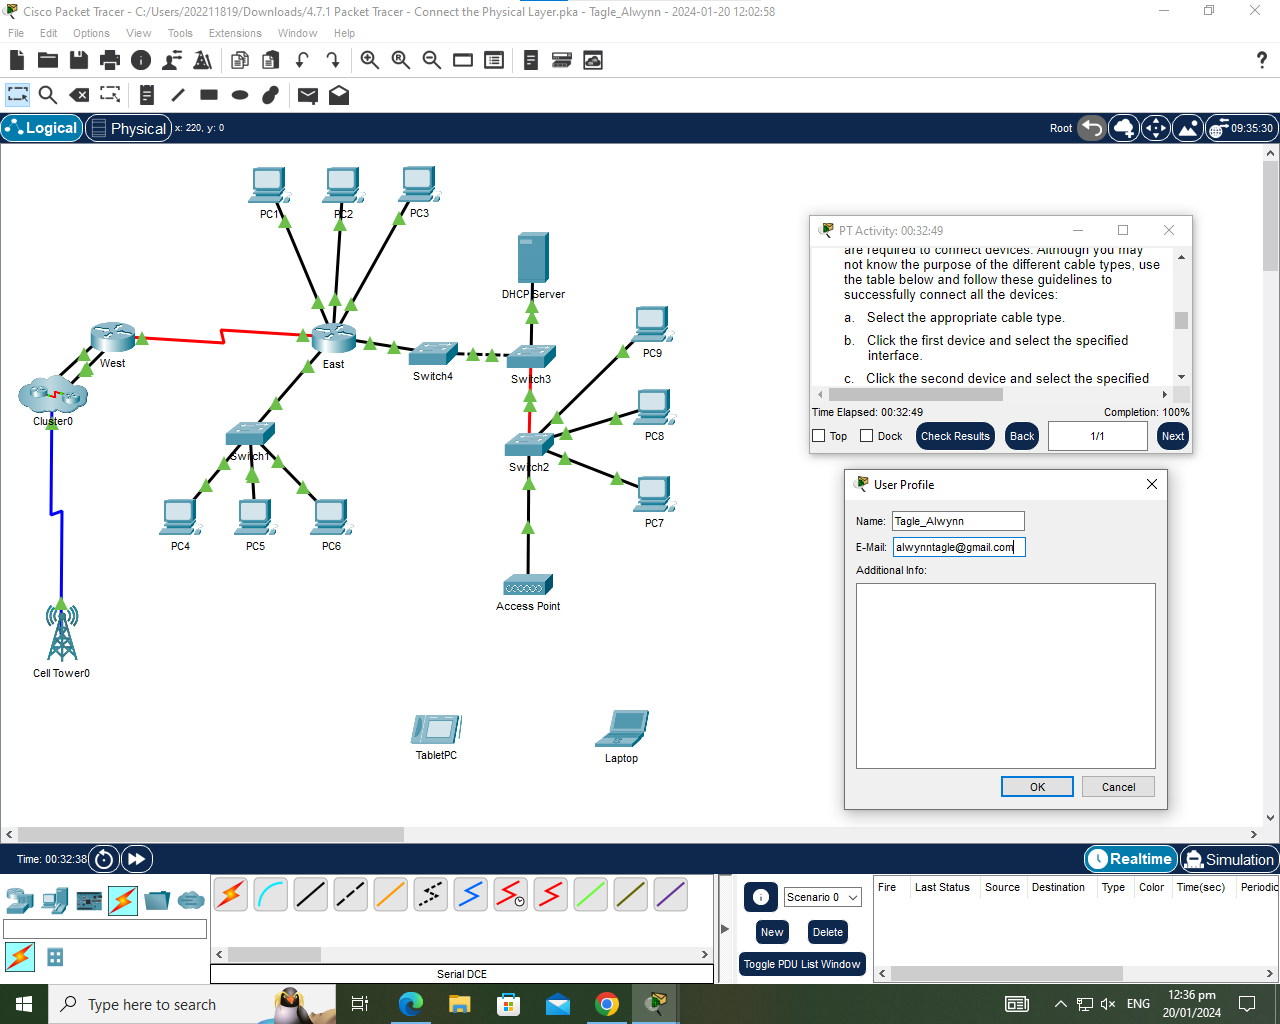 Cisco Packet Tracer - C:/Users/202211819/Downloads/4.7.1 Packet Tracer - Connect the Physical Layer.pka - Tagle_Alwynn - 2024-01-20 12:02:58
File Edit Options View Tools Extensions Window Help
?
Logical Physical x: 220, y: 0 Root 09:35:30
PC1
PC2
PC3
DHCP Server
PC9
West
East
Switch4
Switch3
Cluster0
PC8
Switch1
Switch2
PC7
PC4
PC5
PC6
Access Point
Cell Tower0
TabletPC
Laptop
PT Activity: 00:32:49
are required to connect devices. Although you may
not know the purpose of the different cable types, use
the table below and follow these guidelines to
successfully connect all the devices:
a. Select the appropriate cable type.
b. Click the first device and select the specified
interface.
c. Click the second device and select the specified
Time Elapsed: 00:32:49 Completion: 100%
Top Dock Check Results Back 1/1 Next
User Profile
Name: Tagle_Alwynn
E-Mail: alwynntagle@gmail.com
Additional Info:
OK Cancel
Time: 00:32:38 Realtime Simulation
Scenario 0
New Delete
Toggle PDU List Window
Fire Last Status Source Destination Type Color Time(sec) Periodic
Serial DCE
Type here to search
ENG
12:36 pm
20/01/2024